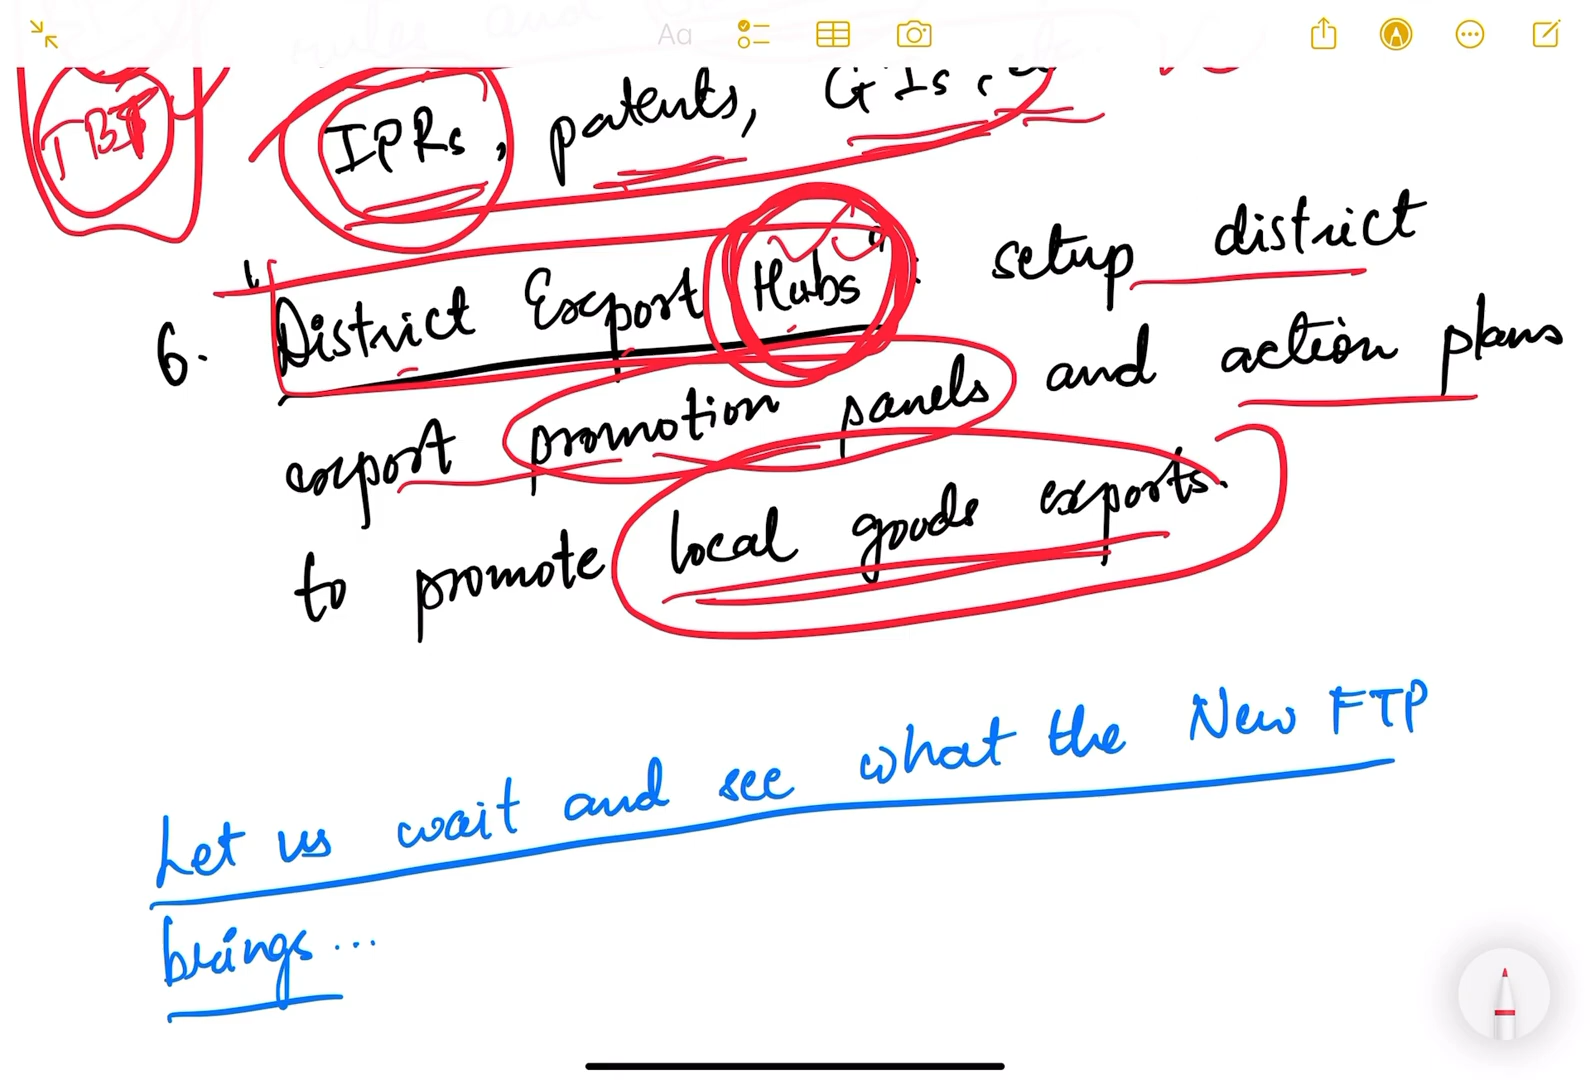 Aa
IPRs, patents, GIs,
6. "District Export Hubs": setup district
export promotion panels and action plans
to promote local goods exports.
Let us wait and see what the New FTP
brings...